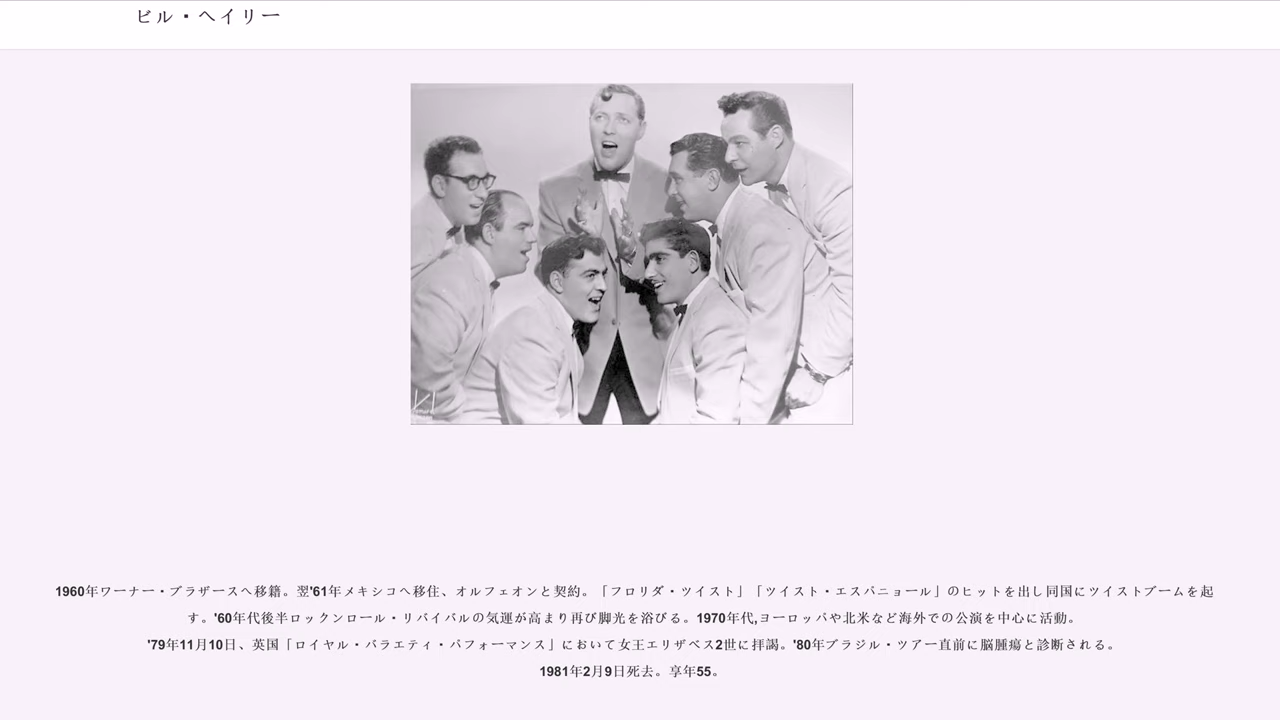 ビル・ヘイリー
1960年ワーナー・ブラザースへ移籍。翌'61年メキシコへ移住、オルフェオンと契約。「フロリダ・ツイスト」「ツイスト・エスパニョール」のヒットを出し同国にツイストブームを起
す。'60年代後半ロックンロール・リバイバルの気運が高まり再び脚光を浴びる。1970年代,ヨーロッパや北米など海外での公演を中心に活動。
'79年11月10日、英国「ロイヤル・バラエティ・パフォーマンス」において女王エリザベス2世に拝謁。'80年ブラジル・ツアー直前に脳腫瘍と診断される。
1981年2月9日死去。享年55。